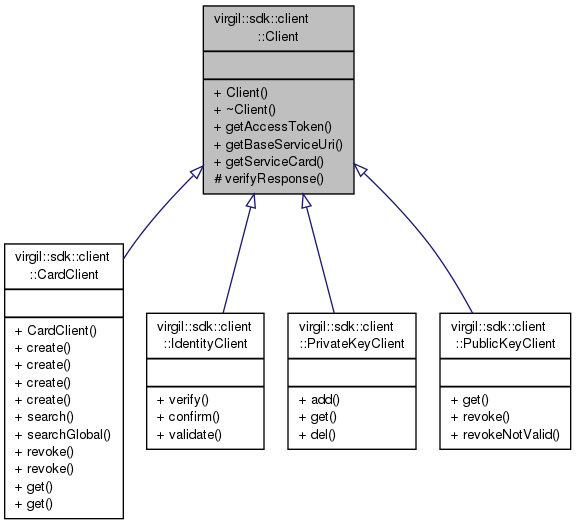 virgil::sdk::client
::Client
+ Client()
+ ~Client()
+ getAccessToken()
+ getBaseServiceUri()
+ getServiceCard()
# verifyResponse()
virgil::sdk::client
::CardClient
+ CardClient()
+ create()
+ create()
+ create()
+ create()
+ search()
+ searchGlobal()
+ revoke()
+ revoke()
+ get()
+ get()
virgil::sdk::client
::IdentityClient
+ verify()
+ confirm()
+ validate()
virgil::sdk::client
::PrivateKeyClient
+ add()
+ get()
+ del()
virgil::sdk::client
::PublicKeyClient
+ get()
+ revoke()
+ revokeNotValid()